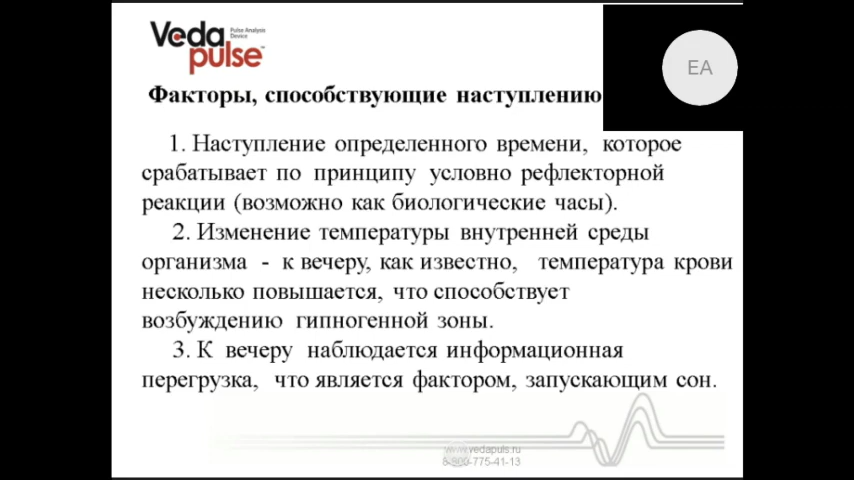 Veda Pulse Analysis
Device
pulse
EA
Факторы, способствующие наступлению
1. Наступление определенного времени, которое
срабатывает по принципу условно рефлекторной
реакции (возможно как биологические часы).
2. Изменение температуры внутренней среды
организма - к вечеру, как известно, температура крови
несколько повышается, что способствует
возбуждению гипногенной зоны.
3. К вечеру наблюдается информационная
перегрузка, что является фактором, запускающим сон.
www.vedapuls.ru
8-800-775-41-13